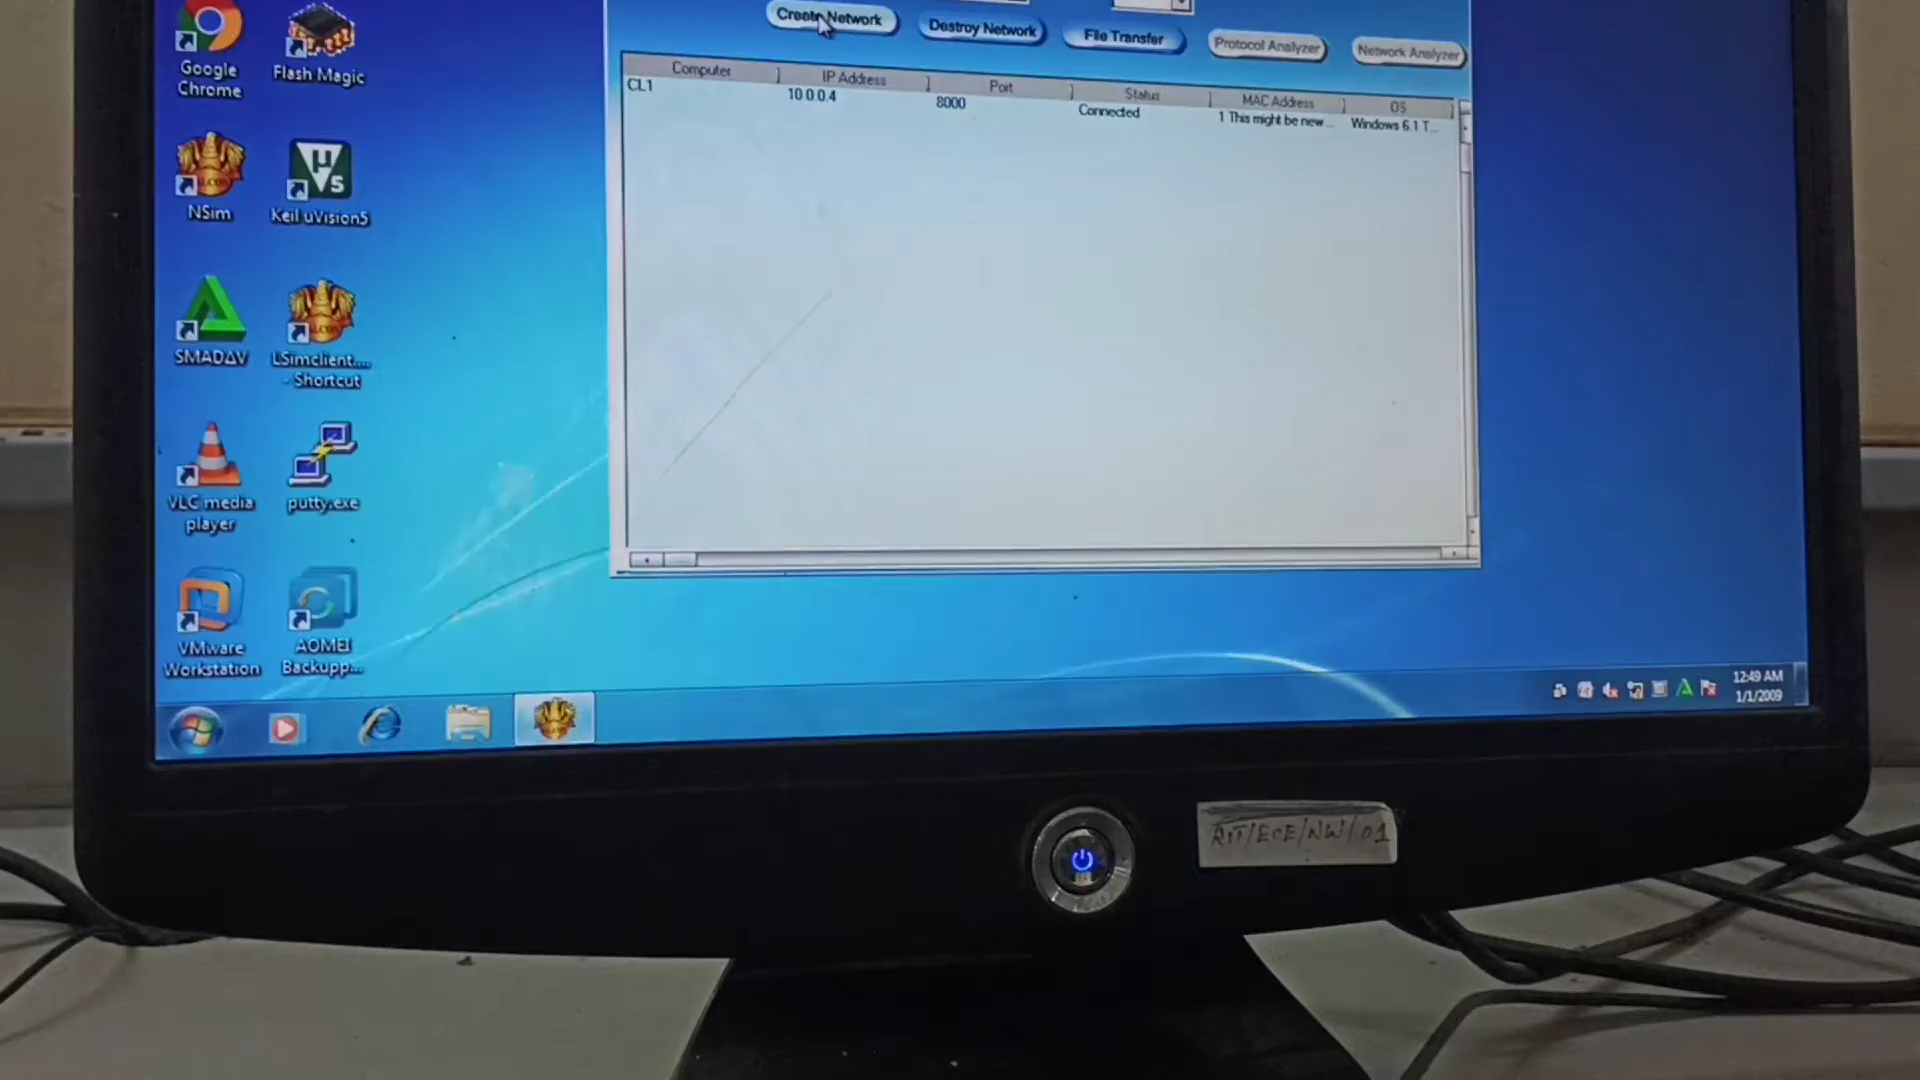 Create Network
Destroy Network
File Transfer
Protocol Analyzer
Network Analyzer
Computer
IP Address
Port
Status
MAC Address
OS
CL1
10.0.0.4
8000
Connected
1 This might be new...
Windows 6.1 T...
Google
Chrome
Flash Magic
NSim
Keil uVision5
SMADΔV
LSimclient....
- Shortcut
VLC media
player
putty.exe
VMware
Workstation
AOMEI
Backupp...
12:49 AM
1/1/2009
RIT/ECE/NW/01